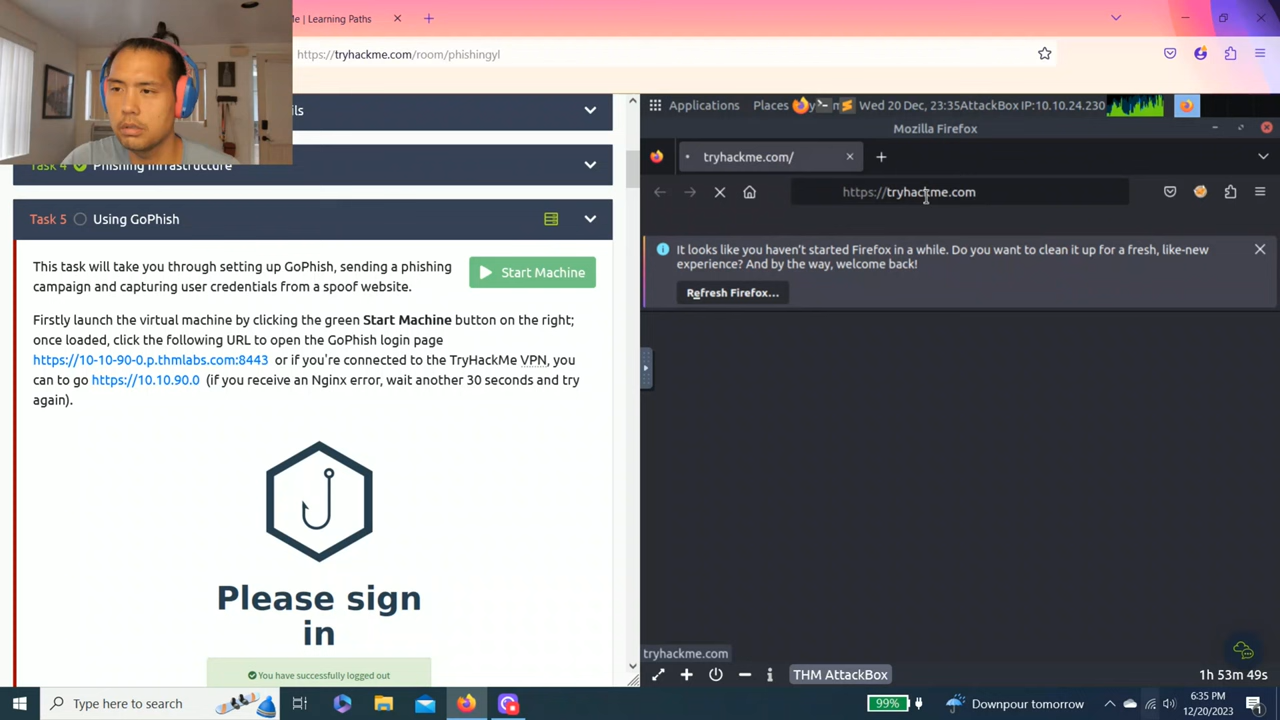 Me | Learning Paths
https://tryhackme.com/room/phishingyl
ils
Applications
Places
Wed 20 Dec, 23:35
AttackBox IP:10.10.24.230
Mozilla Firefox
Task 4
Phishing Infrastructure
tryhackme.com/
https://tryhackme.com
Task 5
Using GoPhish
It looks like you haven't started Firefox in a while. Do you want to clean it up for a fresh, like-new
experience? And by the way, welcome back!
Refresh Firefox...
This task will take you through setting up GoPhish, sending a phishing
campaign and capturing user credentials from a spoof website.
Start Machine
Firstly launch the virtual machine by clicking the green Start Machine button on the right;
once loaded, click the following URL to open the GoPhish login page
https://10-10-90-0.p.thmlabs.com:8443 or if you're connected to the TryHackMe VPN, you
can to go https://10.10.90.0 (if you receive an Nginx error, wait another 30 seconds and try
again).
Please sign
in
You have successfully logged out
tryhackme.com
THM AttackBox
1h 53m 49s
Type here to search
99%
Downpour tomorrow
6:35 PM
12/20/2023
1